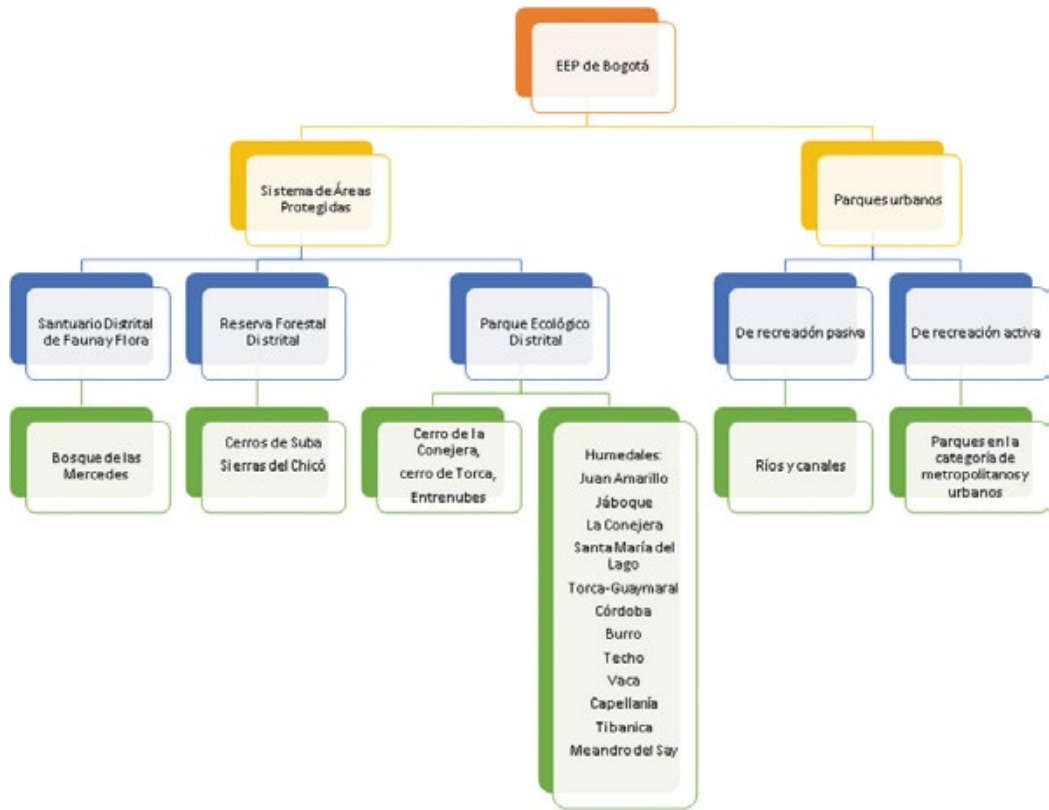 EEP de Bogotá
Sistema de Áreas
Protegidas
Parques urbanos
Santuario Distrital
de Fauna y Flora
Reserva Forestal
Distrital
Parque Ecológico
Distrital
De recreación pasiva
De recreación activa
Bosque de las
Mercedes
Cerros de Suba
Sierras del Chicó
Cerro de la
Conejera,
cerro de Torca,
Entrenubes
Humedales:
Juan Amarillo
Jáboque
La Conejera
Santa María del
Lago
Torca-Guaymaral
Córdoba
Burro
Techo
Vaca
Capellanía
Tibanica
Meandro del Say
Ríos y canales
Parques en la
categoría de
metropolitanos y
urbanos